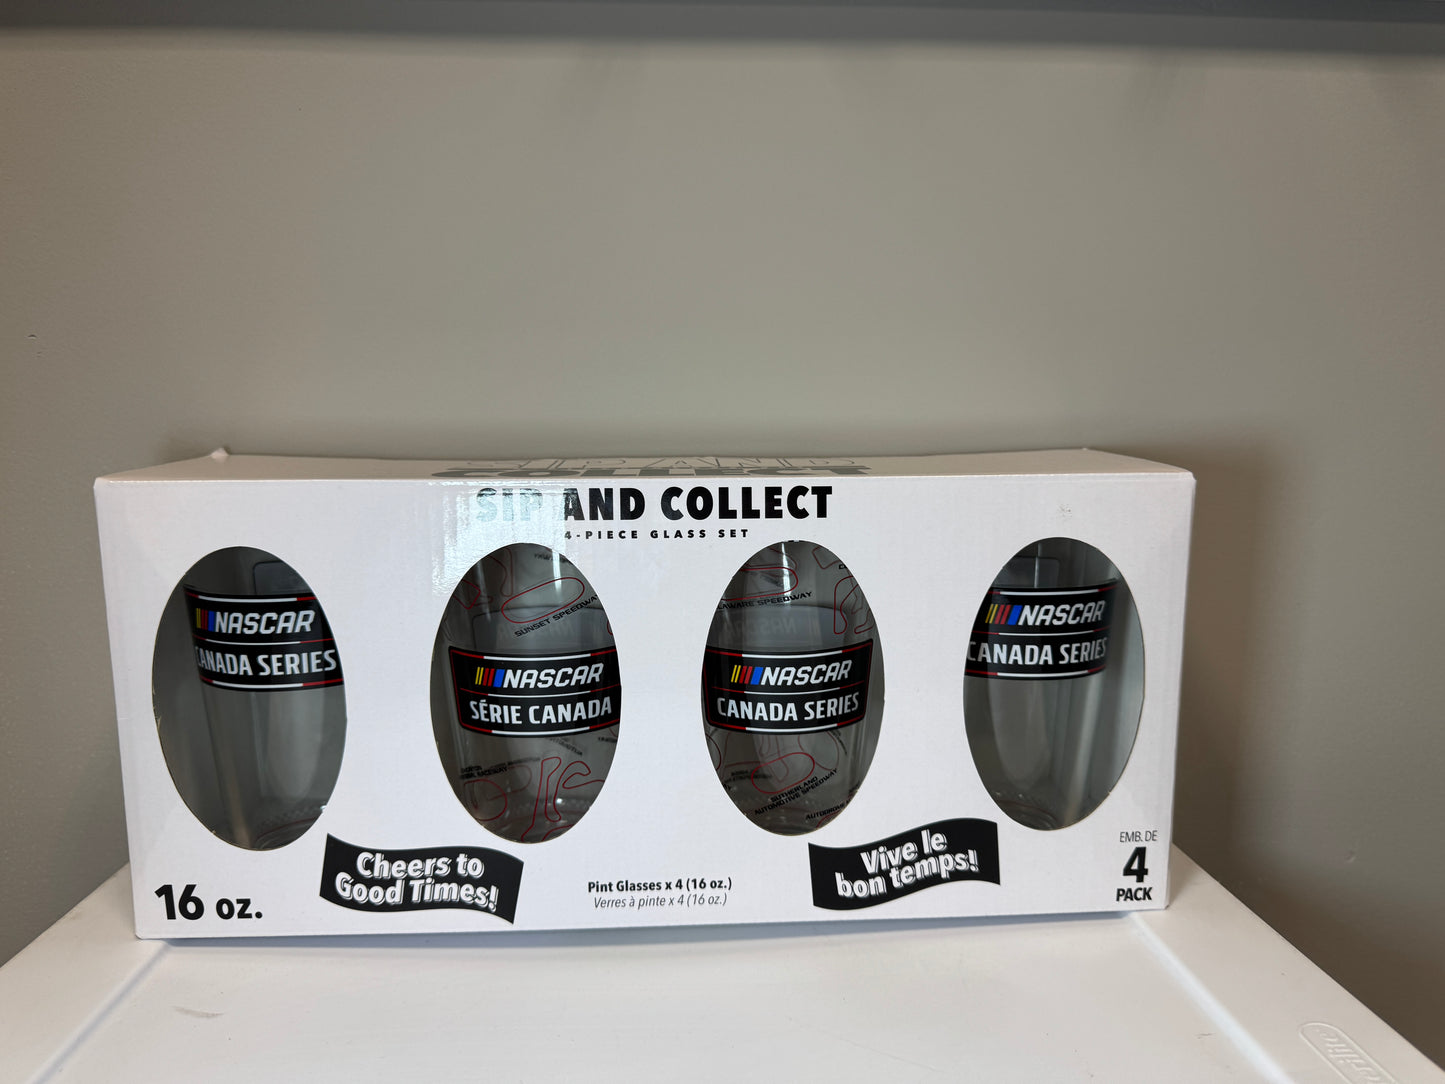 SIP AND COLLECT
4-PIECE GLASS SET
NASCAR
CANADA SERIES
SUNSET SPEEDWAY
NASCAR
SÉRIE CANADA
NASCAR
CANADA SERIES
SUTHERLAND
AUTOMOTIVE SPEEDWAY
NASCAR
CANADA SERIES
Cheers to
Good Times!
16 oz.
Pint Glasses x 4 (16 oz.)
Verres à pinte x 4 (16 oz.)
Vive le
bon temps!
EMB. DE
4
PACK